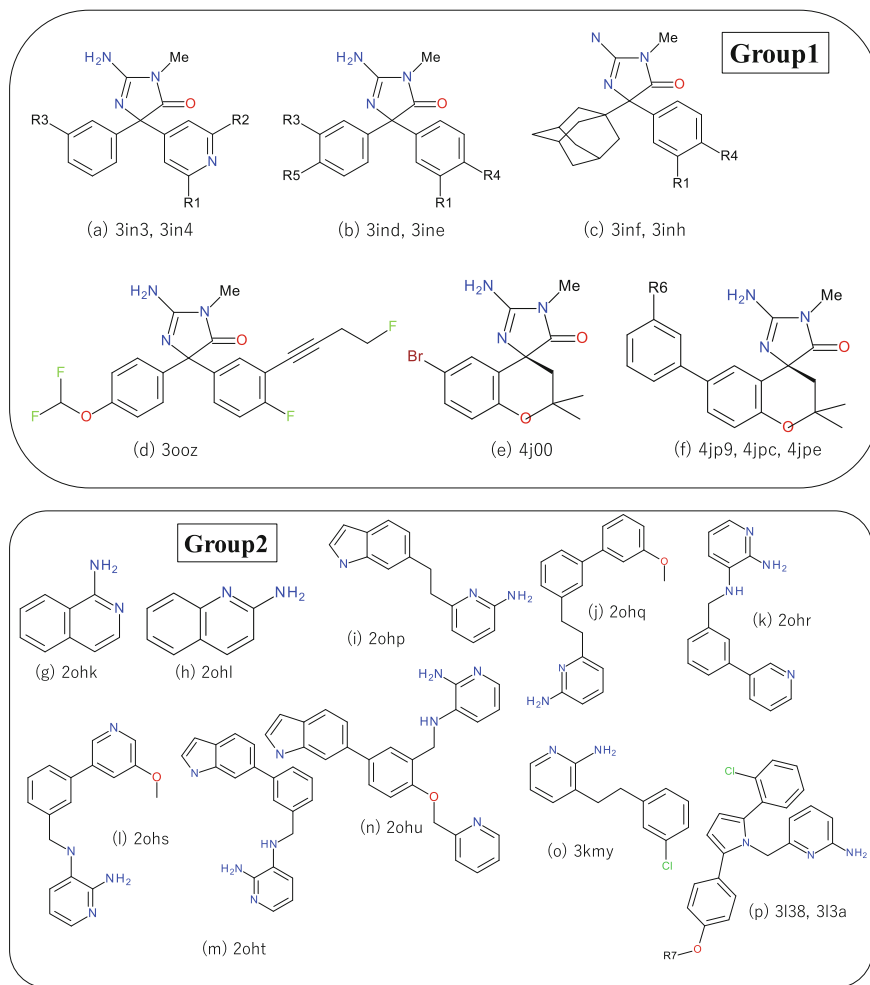 Group1
H₂N
N
Me
N
O
R3
R2
N
R1
(a) 3in3, 3in4
H₂N
N
Me
N
O
R3
R5
R4
R1
(b) 3ind, 3ine
N
N
Me
N
O
R4
R1
(c) 3inf, 3inh
H₂N
N
Me
N
O
F
F
F
O
F
(d) 3ooz
H₂N
N
Me
N
O
Br
O
(e) 4j00
R6
H₂N
N
Me
N
O
O
(f) 4jp9, 4jpc, 4jpe
Group2
NH₂
N
(g) 2ohk
N
NH₂
(h) 2ohl
N
N
NH₂
(i) 2ohp
O
N
H₂N
(j) 2ohq
N
NH₂
NH
N
(k) 2ohr
N
O
N
NH₂
N
(l) 2ohs
N
NH
H₂N
N
(m) 2oht
N
H₂N
N
NH
O
N
(n) 2ohu
N
NH₂
Cl
(o) 3kmy
Cl
N
N
NH₂
O
R7
(p) 3l38, 3l3a